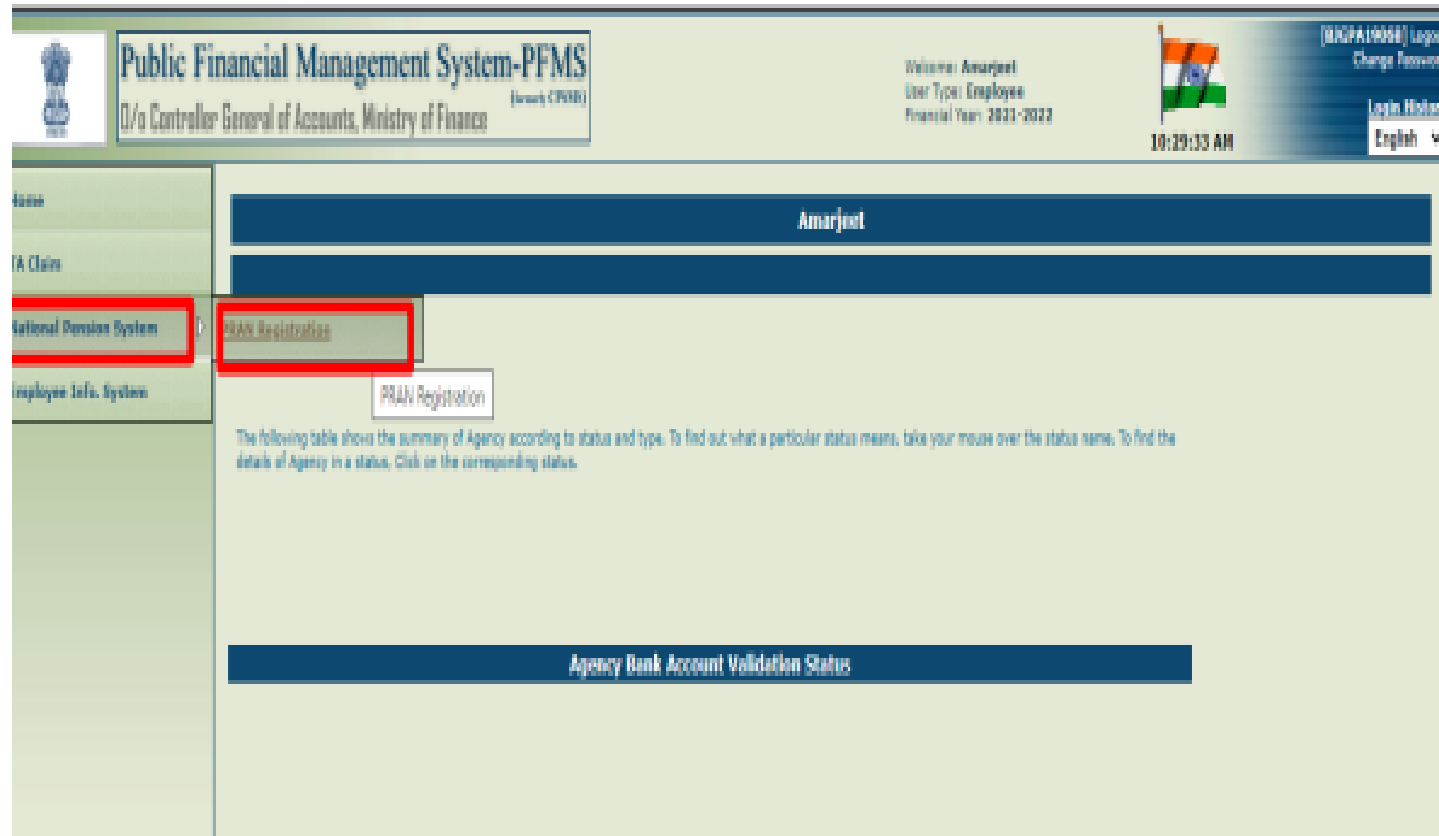 Public Financial Management System-PFMS
O/o Controller General of Accounts, Ministry of Finance
Welcome: Amarjeet
User Type: Employee
Financial Year: 2021-2022
10:29:33 AM
Change Passwor
Login Histor
English
Home
Amarjeet
TA Claim
National Pension System
PRAN Registration
Employee Info. System
PRAN Registration
The following table shows the summary of Agency according to status and type. To find out what a particular status means, take your mouse over the status name. To find the
details of Agency in a status, Click on the corresponding status.
Agency Bank Account Validation Status